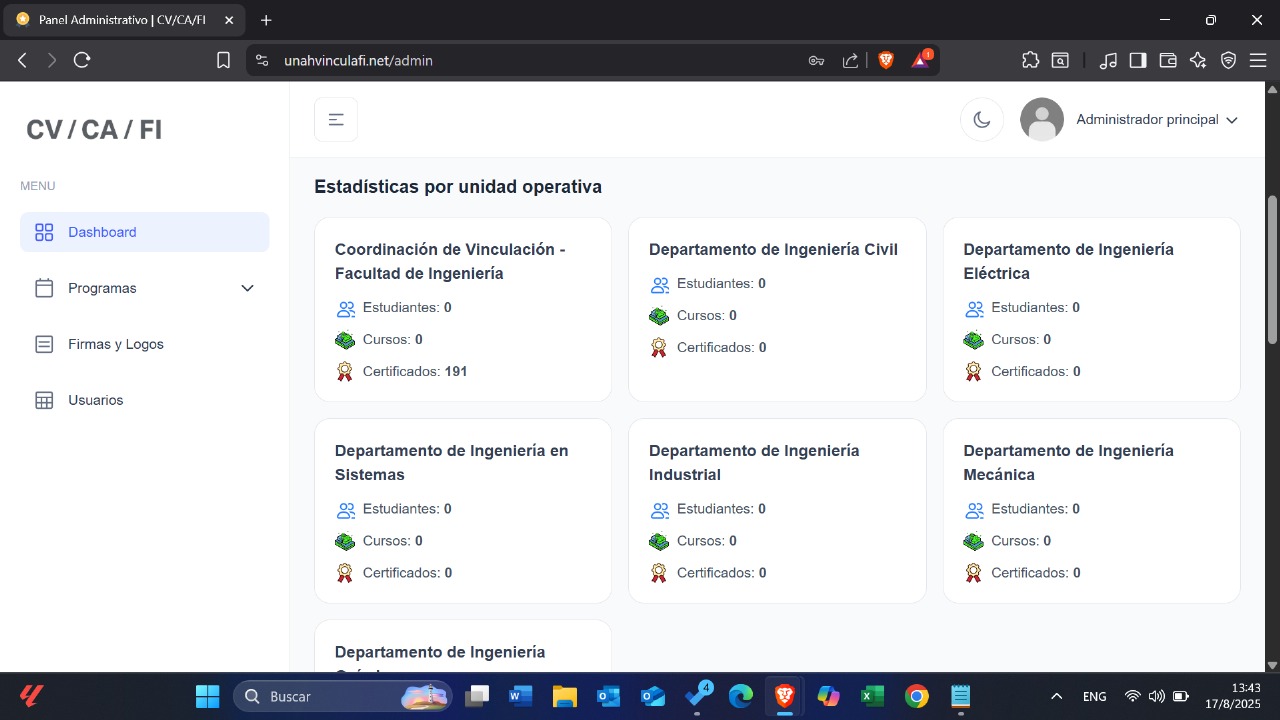 Panel Administrativo | CV/CA/FI
unahvinculafi.net/admin
CV / CA / FI
Administrador principal
MENU
Dashboard
Programas
Firmas y Logos
Usuarios
Estadísticas por unidad operativa
Coordinación de Vinculación -
Facultad de Ingeniería
Estudiantes: 0
Cursos: 0
Certificados: 191
Departamento de Ingeniería Civil
Estudiantes: 0
Cursos: 0
Certificados: 0
Departamento de Ingeniería
Eléctrica
Estudiantes: 0
Cursos: 0
Certificados: 0
Departamento de Ingeniería en
Sistemas
Estudiantes: 0
Cursos: 0
Certificados: 0
Departamento de Ingeniería
Industrial
Estudiantes: 0
Cursos: 0
Certificados: 0
Departamento de Ingeniería
Mecánica
Estudiantes: 0
Cursos: 0
Certificados: 0
Departamento de Ingeniería
Buscar
4
ENG
13:43
17/8/2025